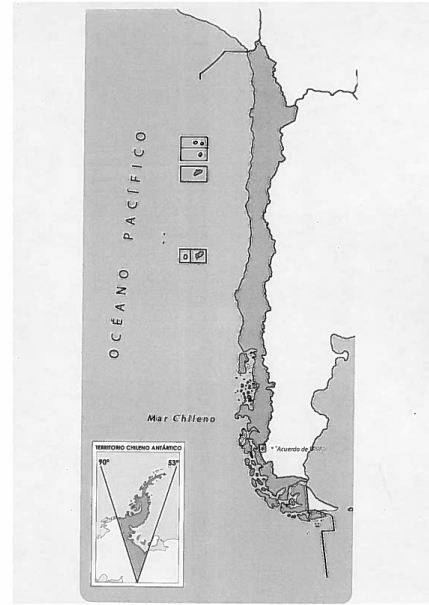 OCÉANO PACÍFICO
Mar Chileno
"Acuerdo de
TERRITORIO CHILENO ANTÁRTICO
90° 53°